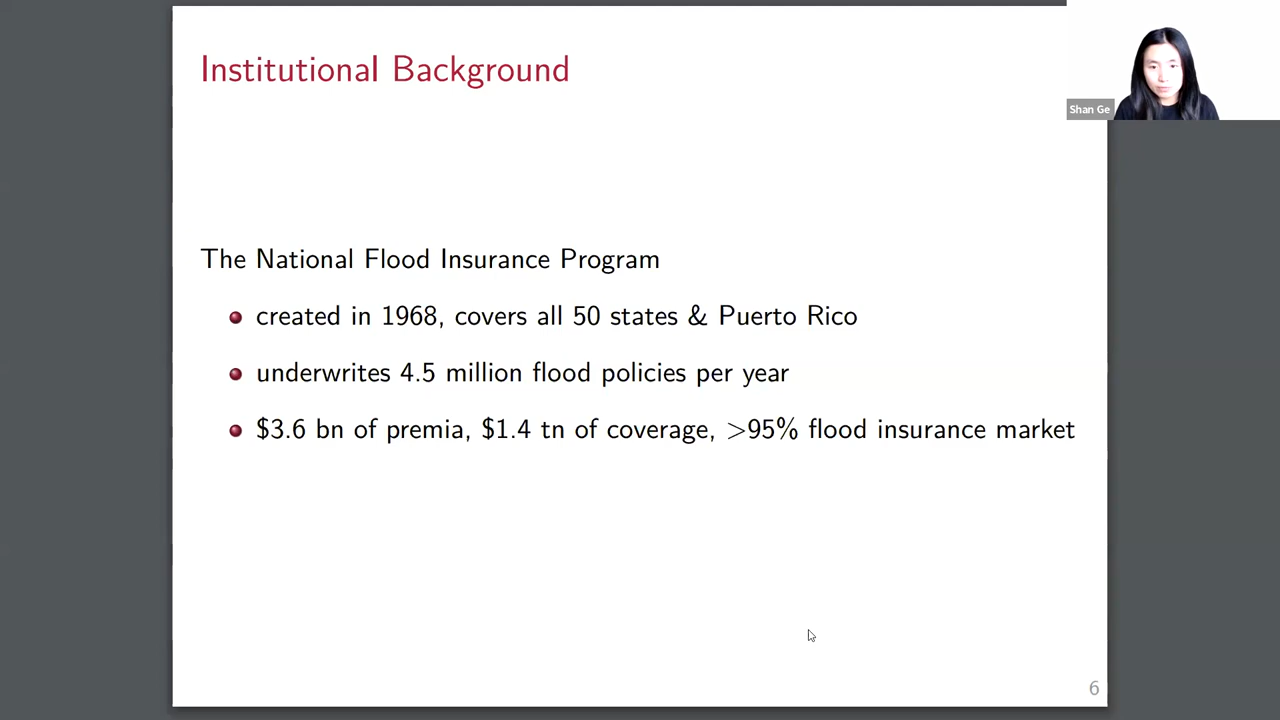 Institutional Background
Shan Ge
The National Flood Insurance Program
created in 1968, covers all 50 states & Puerto Rico
underwrites 4.5 million flood policies per year
$3.6 bn of premia, $1.4 tn of coverage, >95% flood insurance market
6